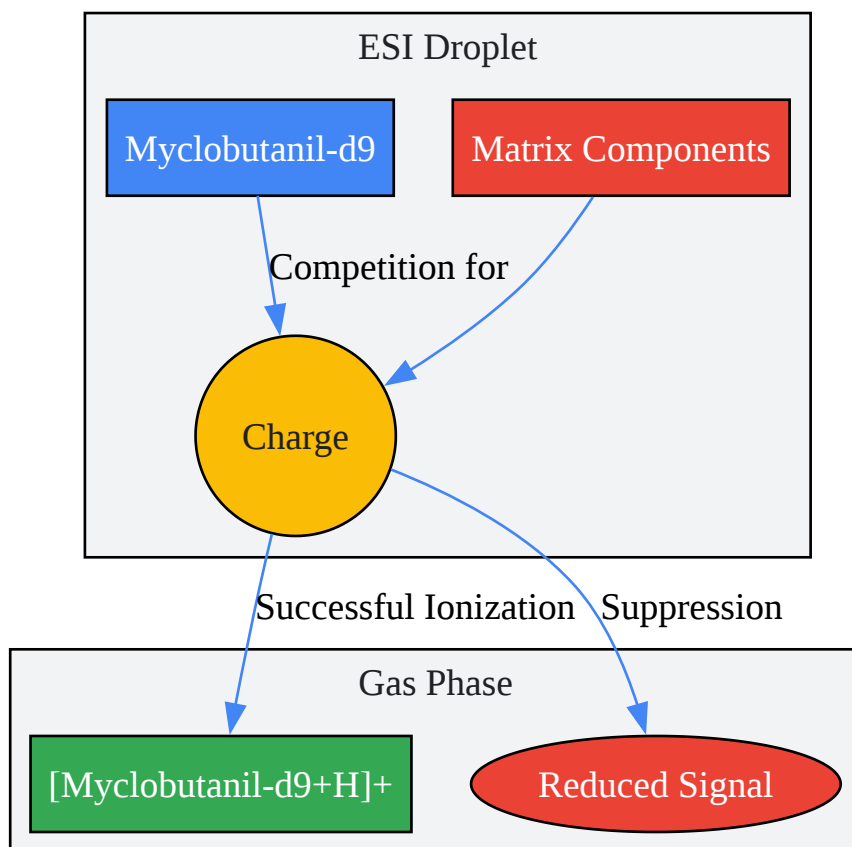 ESI Droplet
Myclobutanil-d9
Matrix Components
Competition for
Charge
Successful Ionization
Suppression
Gas Phase
[Myclobutanil-d9+H]+
Reduced Signal